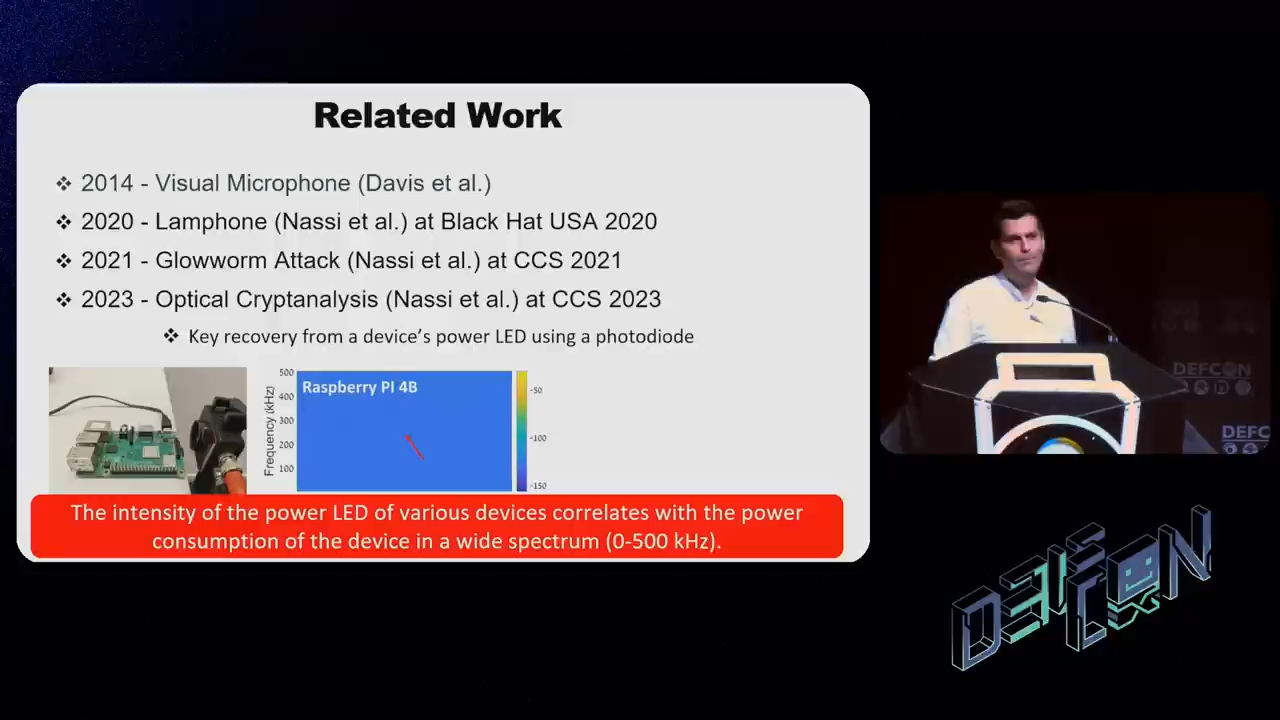 Related Work
❖ 2014 - Visual Microphone (Davis et al.)
❖ 2020 - Lamphone (Nassi et al.) at Black Hat USA 2020
❖ 2021 - Glowworm Attack (Nassi et al.) at CCS 2021
❖ 2023 - Optical Cryptanalysis (Nassi et al.) at CCS 2023
❖ Key recovery from a device's power LED using a photodiode
Raspberry PI 4B
Frequency (kHz)
500
400
300
200
100
-50
-100
-150
The intensity of the power LED of various devices correlates with the power
consumption of the device in a wide spectrum (0-500 kHz).
DEFCON
DEFC
DEF
CON